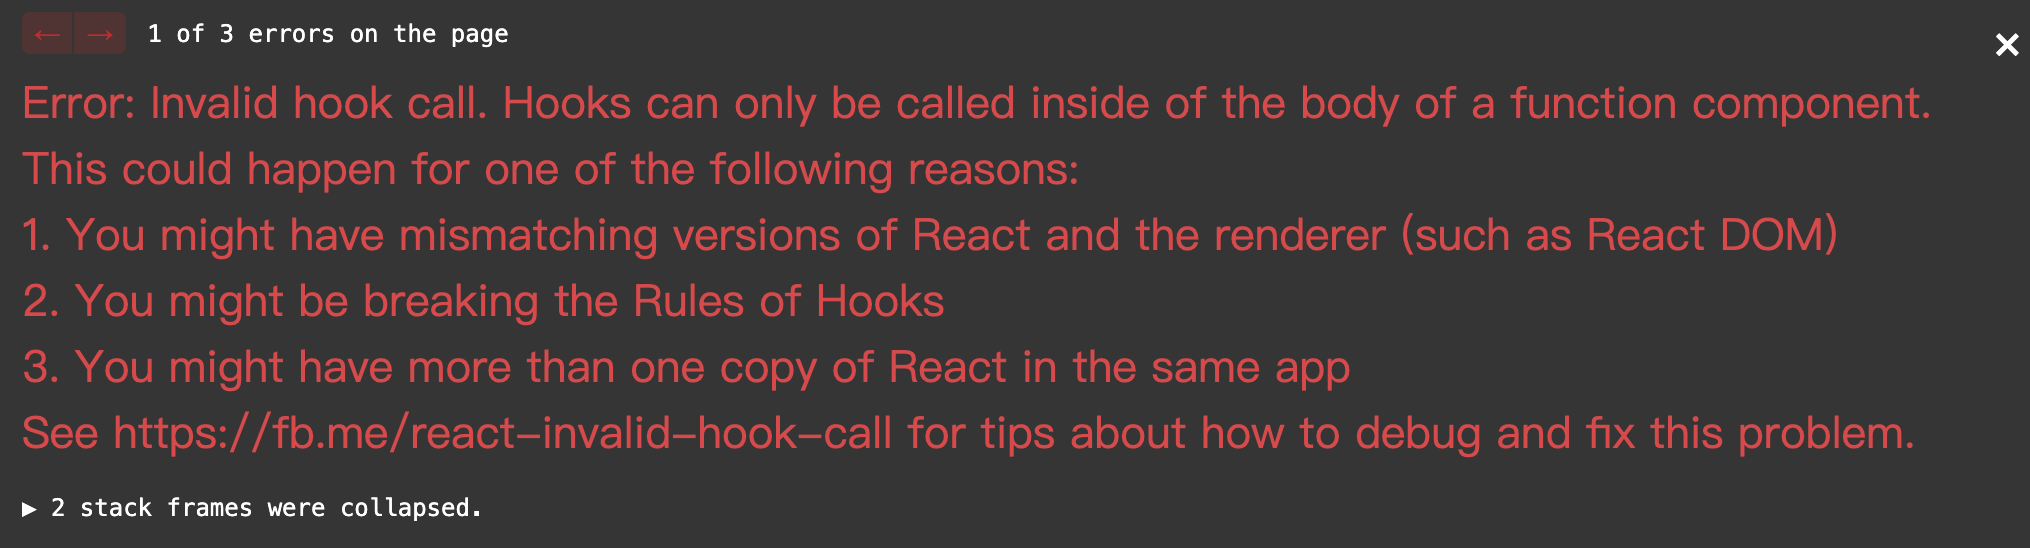 ← → 1 of 3 errors on the page
×
Error: Invalid hook call. Hooks can only be called inside of the body of a function component.
This could happen for one of the following reasons:
1. You might have mismatching versions of React and the renderer (such as React DOM)
2. You might be breaking the Rules of Hooks
3. You might have more than one copy of React in the same app
See https://fb.me/react-invalid-hook-call for tips about how to debug and fix this problem.
▶ 2 stack frames were collapsed.